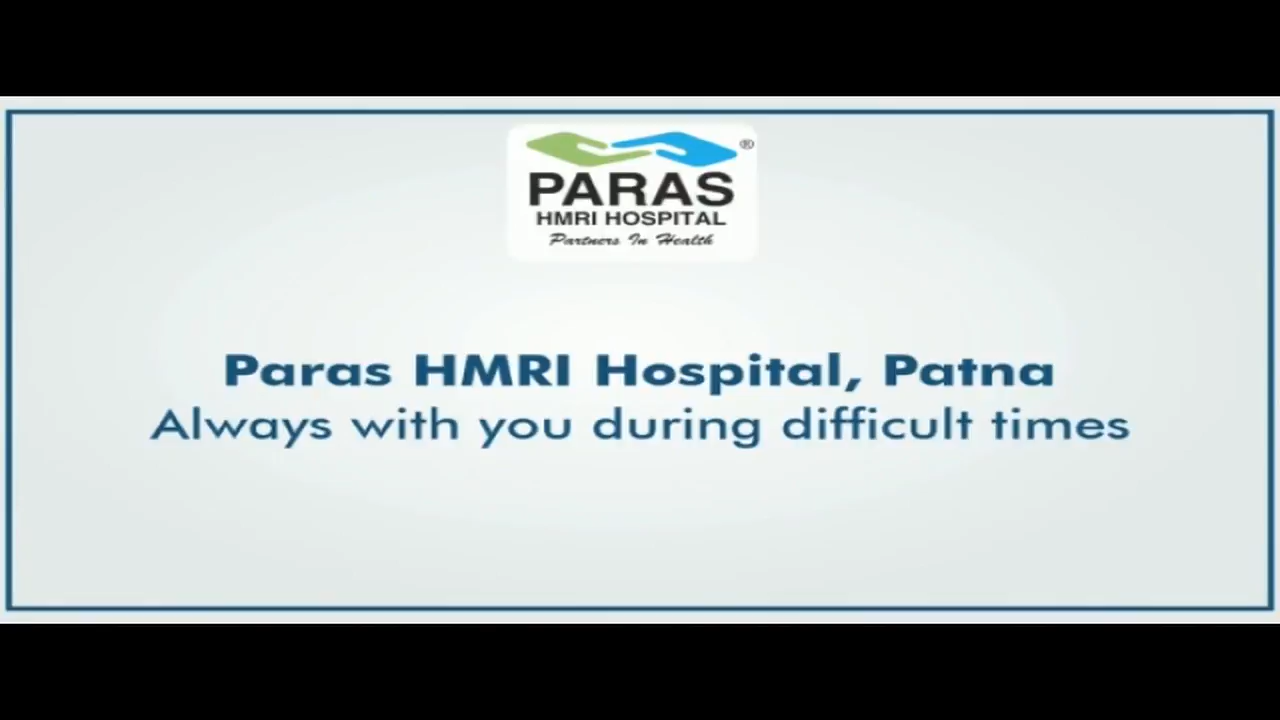 ®
PARAS
HMRI HOSPITAL
Partners In Health
Paras HMRI Hospital, Patna
Always with you during difficult times